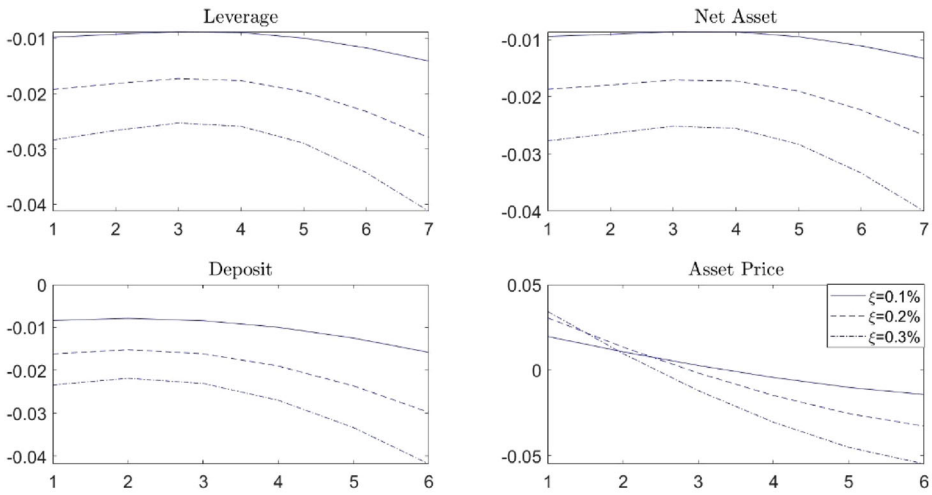 Leverage
-0.01
-0.02
-0.03
-0.04
1 2 3 4 5 6 7
Net Asset
-0.01
-0.02
-0.03
-0.04
1 2 3 4 5 6 7
Deposit
0
-0.01
-0.02
-0.03
-0.04
1 2 3 4 5 6
Asset Price
0.05
0
-0.05
1 2 3 4 5 6
ξ=0.1%
ξ=0.2%
ξ=0.3%